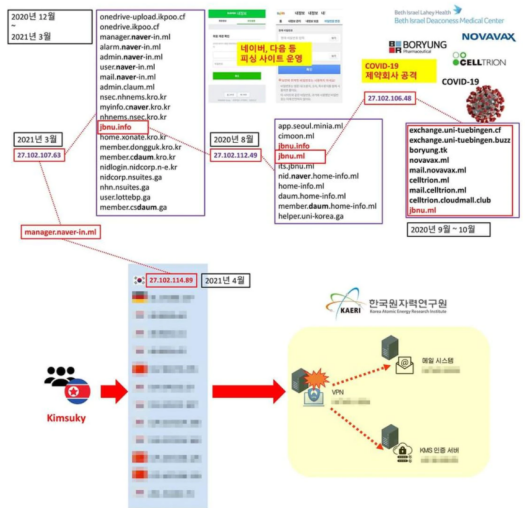 2020년 12월
~
2021년 3월
onedrive-upload.ikpoo.cf
onedrive.ikpoo.cf
manager.naver-in.ml
alarm.naver-in.ml
admin.naver-in.ml
user.naver-in.ml
mail.naver-in.ml
admin.claum.ml
nsec.nhnems.kro.kr
myinfo.cnaver.kro.kr
nhnems.nsec.kro.kr
jbnu.info
home.xonate.kro.kr
member.dongguk.kro.kr
member.cdaum.kro.kr
nidlogin.nidcorp.n-e.kr
nidcorp.nsuites.ga
nhn.nsuites.ga
user.lottebp.ga
member.csdaum.ga
2021년 3월
27.102.107.63
네이버, 다음 등
피싱 사이트 운영
2020년 8월
27.102.112.49
app.seoul.minia.ml
cimoon.ml
jbnu.info
jbnu.ml
its.jbnu.ml
nid.naver.home-info.ml
home-info.ml
daum.home-info.ml
member.daum.home-info.ml
helper.uni-korea.ga
COVID-19
제약회사 공격
27.102.106.48
Beth Israel Lahey Health
Beth Israel Deaconess Medical Center
BORYUNG
Pharmaceutical
NOVAVAX
CELLTRION
COVID-19
exchange.uni-tuebingen.cf
exchange.uni-tuebingen.buzz
boryung.tk
novavax.ml
mail.novavax.ml
celltrion.ml
mail.celltrion.ml
celltrion.cloudmall.club
jbnu.ml
2020년 9월 ~ 10월
manager.naver-in.ml
27.102.114.89
2021년 4월
Kimsuky
KAERI
한국원자력연구원
Korea Atomic Energy Research Institute
VPN
메일 시스템
KMS 인증 서버